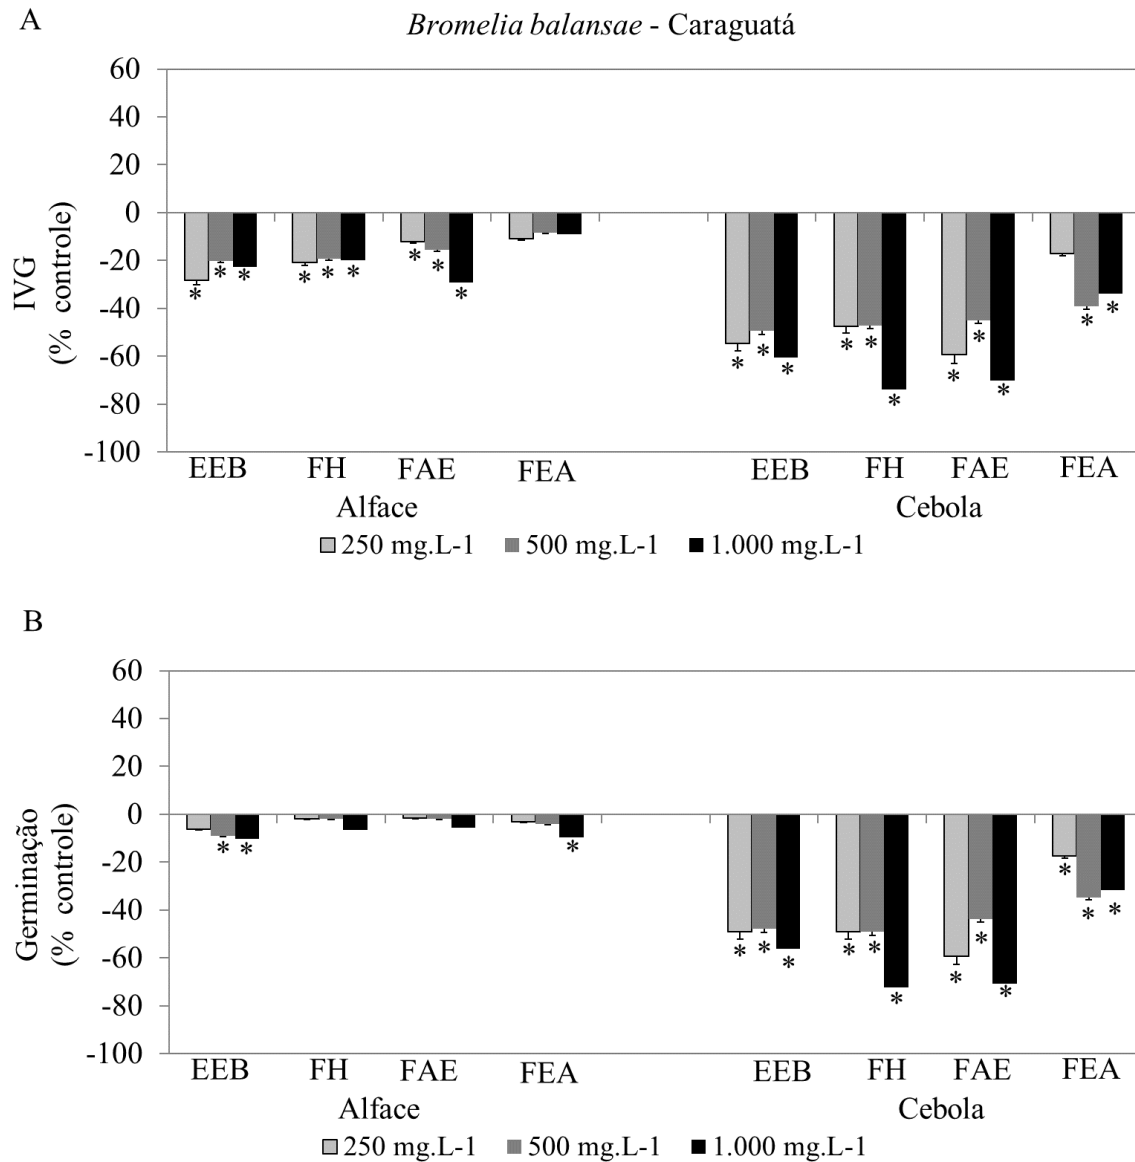 A
Bromelia balansae - Caraguatá
60
40
20
0
-20
-40
-60
-80
-100
IVG
(% controle)
* * * * * * * * *
* * * * * * * * * * *
EEB FH FAE FEA EEB FH FAE FEA
Alface Cebola
250 mg.L-1 500 mg.L-1 1.000 mg.L-1
B
60
40
20
0
-20
-40
-60
-80
-100
Germinação
(% controle)
* * *
* * * * * * * * * * * *
EEB FH FAE FEA EEB FH FAE FEA
Alface Cebola
250 mg.L-1 500 mg.L-1 1.000 mg.L-1